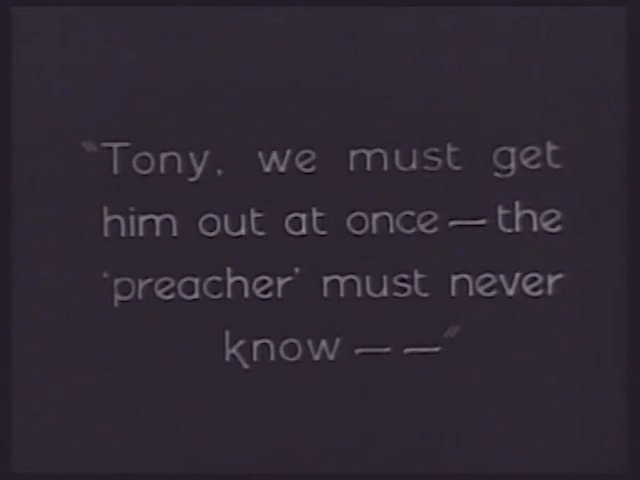 "Tony, we must get
him out at once — the
'preacher' must never
know — — "